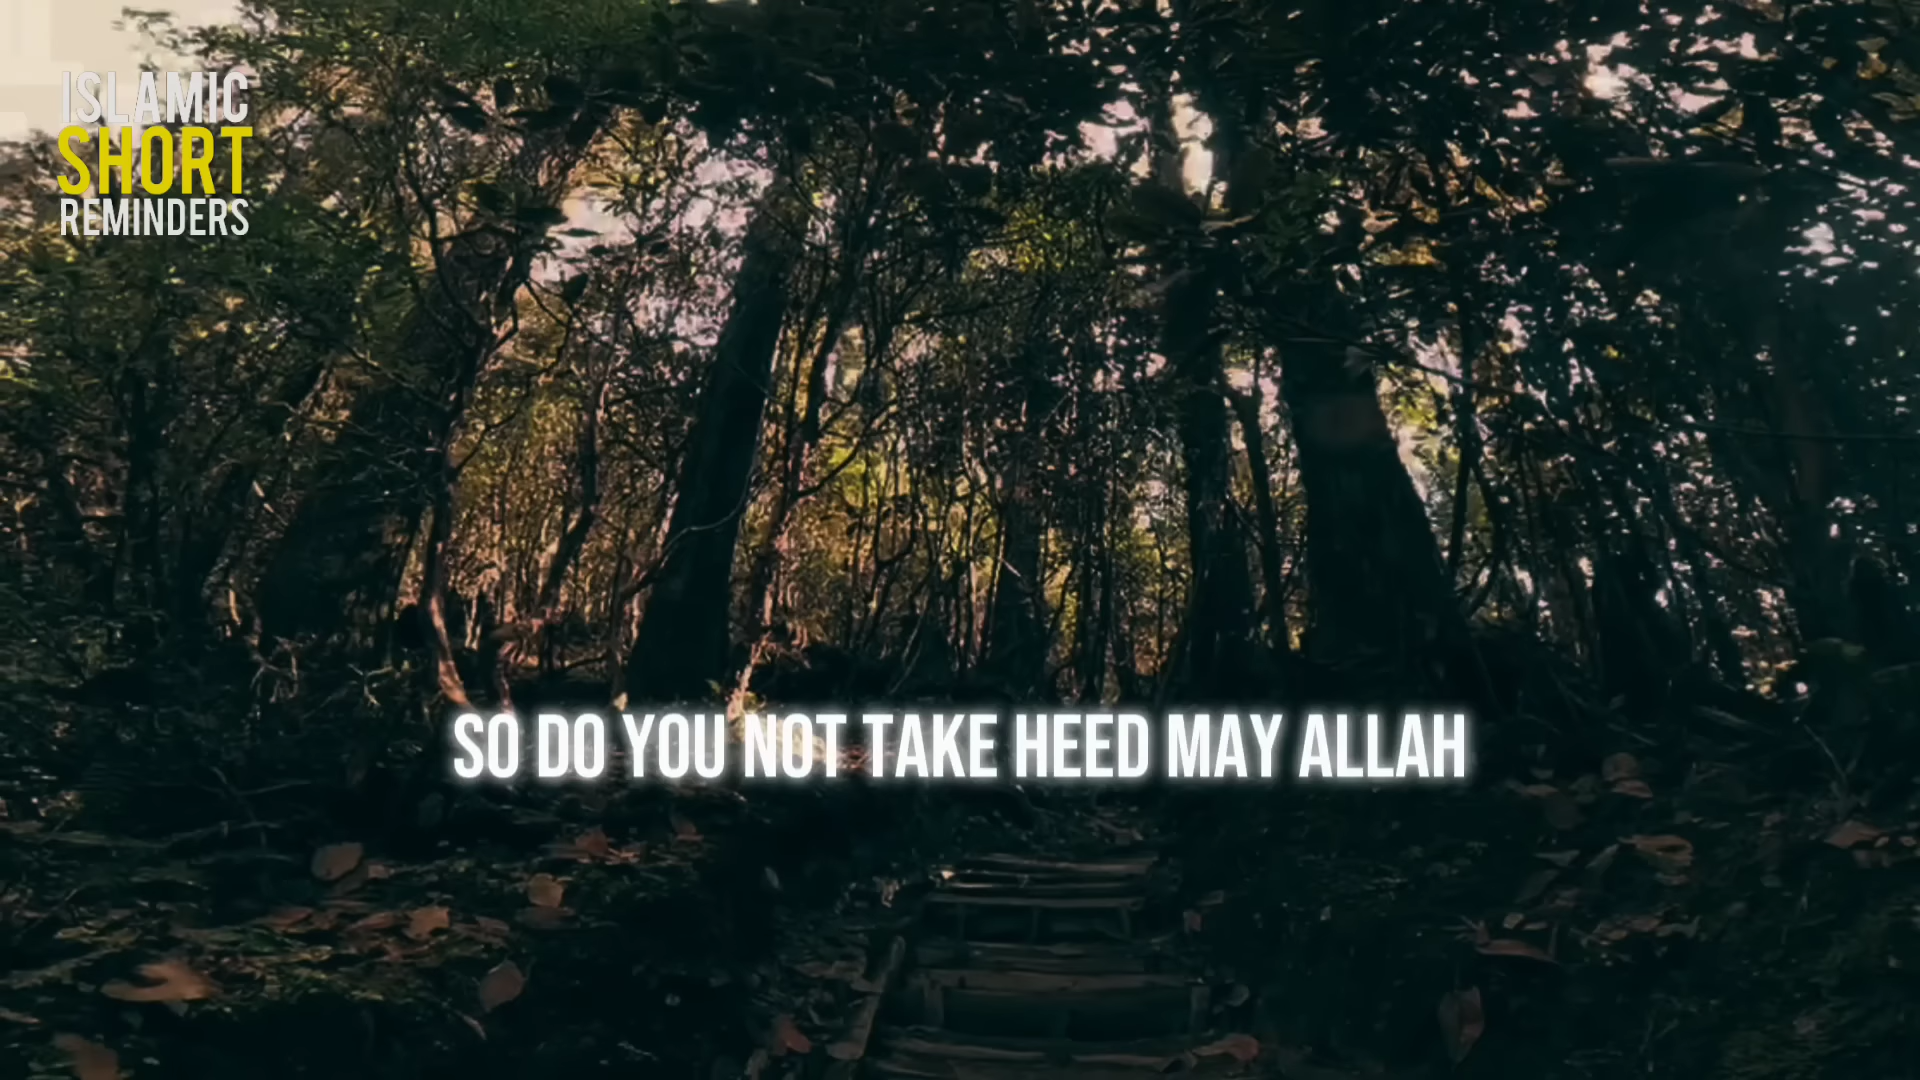 ISLAMIC
SHORT
REMINDERS
SO DO YOU NOT TAKE HEED MAY ALLAH